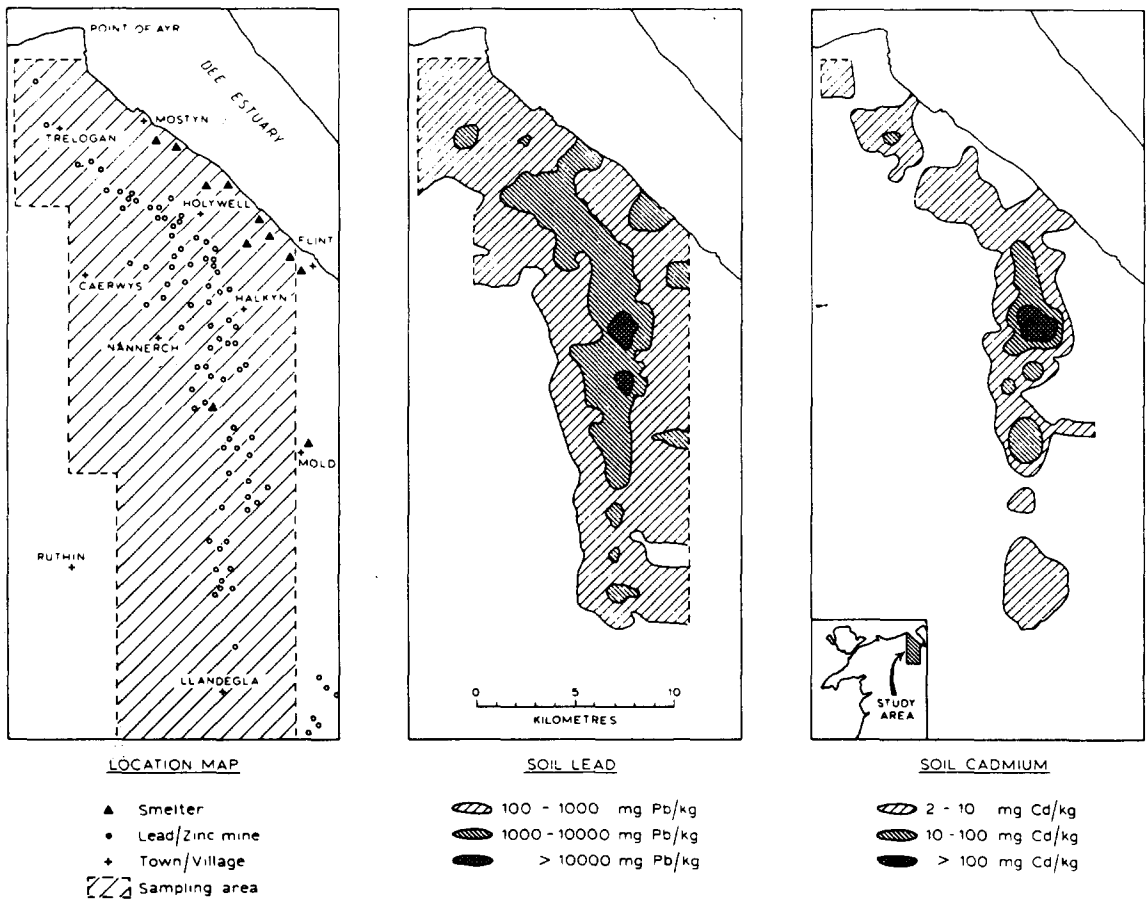 POINT OF AYR
DEE ESTUARY
MOSTYN
TRELOGAN
HOLYWELL
FLINT
CAERWYS
HALKYN
NANNERCH
MOLD
RUTHIN
LLANDEGLA
LOCATION MAP
▲ Smelter
• Lead/Zinc mine
+ Town/Village
Sampling area
0 5 10
KILOMETRES
SOIL LEAD
100 - 1000 mg Pb/kg
1000 - 10000 mg Pb/kg
> 10000 mg Pb/kg
STUDY
AREA
SOIL CADMIUM
2 - 10 mg Cd/kg
10 - 100 mg Cd/kg
> 100 mg Cd/kg